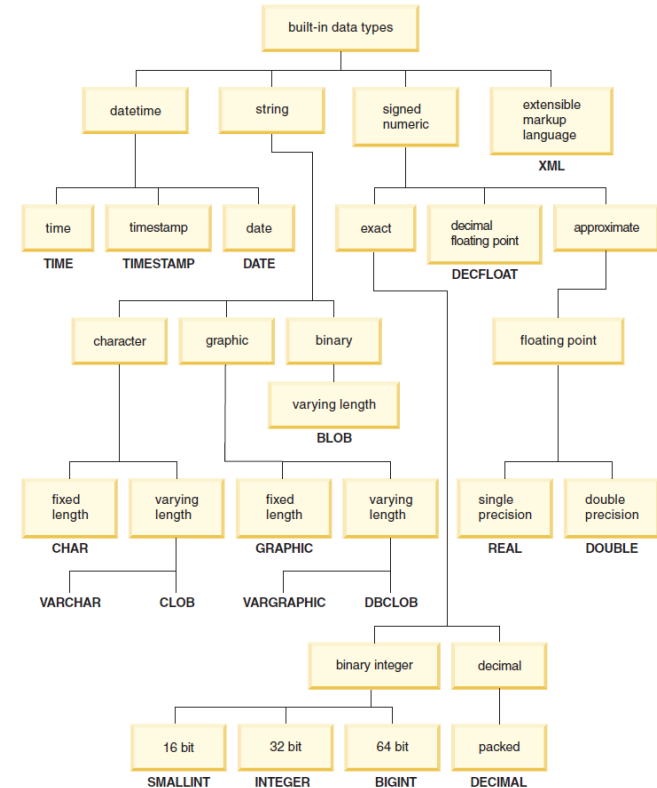 built-in data types
datetime
string
signed
numeric
extensible
markup
language
XML
time
timestamp
date
exact
decimal
floating point
approximate
TIME
TIMESTAMP
DATE
DECFLOAT
character
graphic
binary
floating point
varying length
BLOB
fixed
length
varying
length
fixed
length
varying
length
single
precision
double
precision
CHAR
GRAPHIC
REAL
DOUBLE
VARCHAR
CLOB
VARGRAPHIC
DBCLOB
binary integer
decimal
16 bit
32 bit
64 bit
packed
SMALLINT
INTEGER
BIGINT
DECIMAL